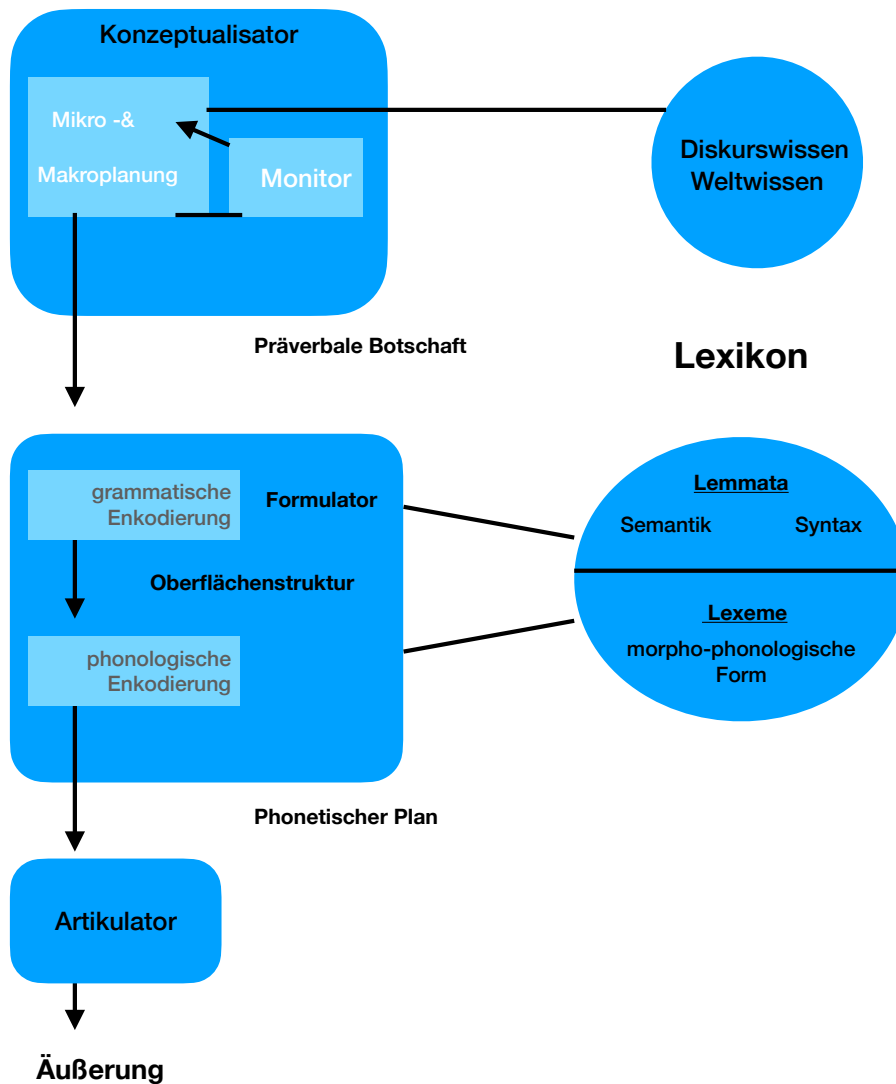 Konzeptualisator
Mikro -&
Makroplanung
Monitor
Diskurswissen
Weltwissen
Präverbale Botschaft
Lexikon
grammatische
Enkodierung
Formulator
Oberflächenstruktur
phonologische
Enkodierung
Lemmata
Semantik Syntax
Lexeme
morpho-phonologische
Form
Phonetischer Plan
Artikulator
Äußerung